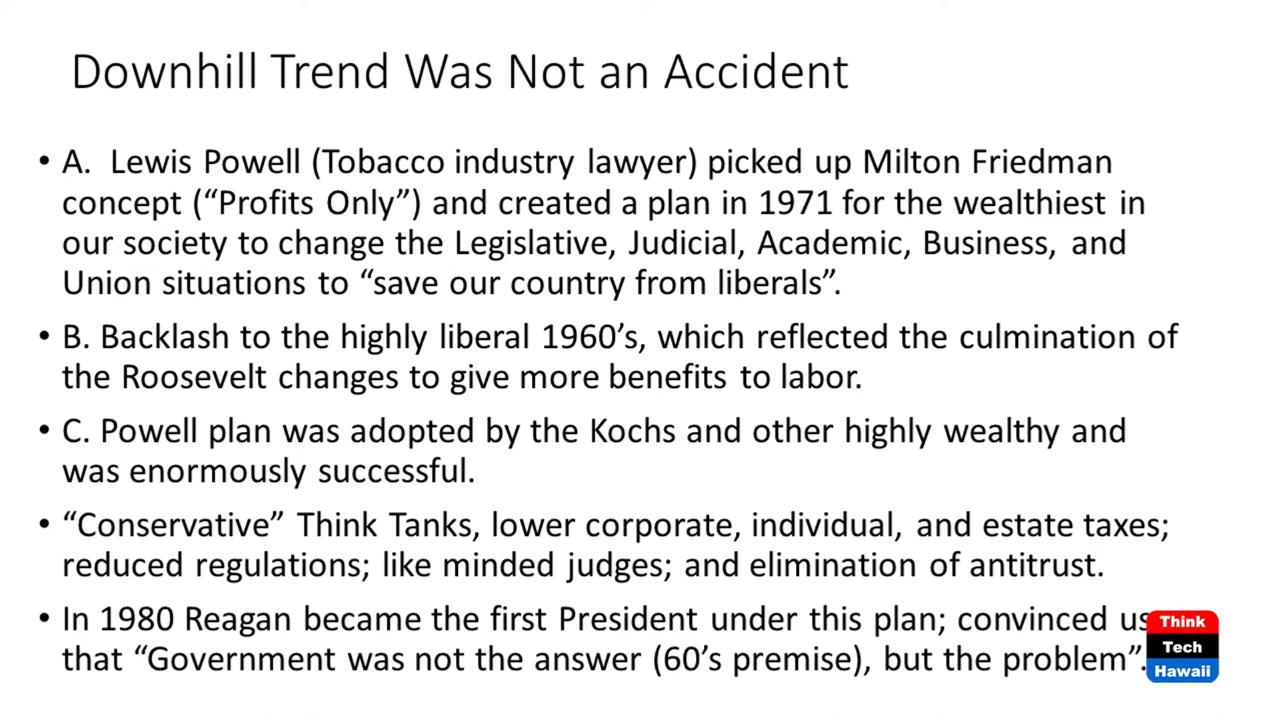 Downhill Trend Was Not an Accident
• A.  Lewis Powell (Tobacco industry lawyer) picked up Milton Friedman
concept (“Profits Only”) and created a plan in 1971 for the wealthiest in
our society to change the Legislative, Judicial, Academic, Business, and
Union situations to “save our country from liberals”.
• B. Backlash to the highly liberal 1960’s, which reflected the culmination of
the Roosevelt changes to give more benefits to labor.
• C. Powell plan was adopted by the Kochs and other highly wealthy and
was enormously successful.
• “Conservative” Think Tanks, lower corporate, individual, and estate taxes;
reduced regulations; like minded judges; and elimination of antitrust.
• In 1980 Reagan became the first President under this plan; convinced us
that “Government was not the answer (60’s premise), but the problem”.
Think
Tech
Hawaii